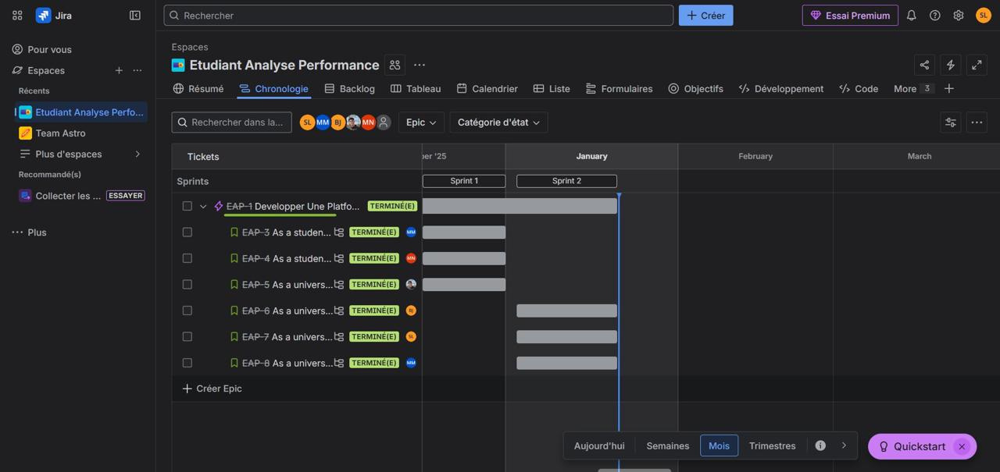 Jira
Rechercher
Créer
Essai Premium
SL
Pour vous
Espaces
Récents
Etudiant Analyse Perfo...
Team Astro
Plus d'espaces
Recommandé(s)
Collecter les ... ESSAYER
Plus
Espaces
Etudiant Analyse Performance
Résumé Chronologie Backlog Tableau Calendrier Liste Formulaires Objectifs Développement Code More 3
Rechercher dans la...
SL MM BJ MN
Epic
Catégorie d'état
Tickets
ber '25 January February March
Sprints Sprint 1 Sprint 2
EAP-1 Developper Une Platfo... TERMINÉ(E)
EAP-3 As a studen... TERMINÉ(E) MM
EAP-4 As a studen... TERMINÉ(E) MN
EAP-5 As a univers... TERMINÉ(E)
EAP-6 As a univers... TERMINÉ(E) BJ
EAP-7 As a univers... TERMINÉ(E) SL
EAP-8 As a univers... TERMINÉ(E) MM
Créer Epic
Aujourd'hui Semaines Mois Trimestres
Quickstart